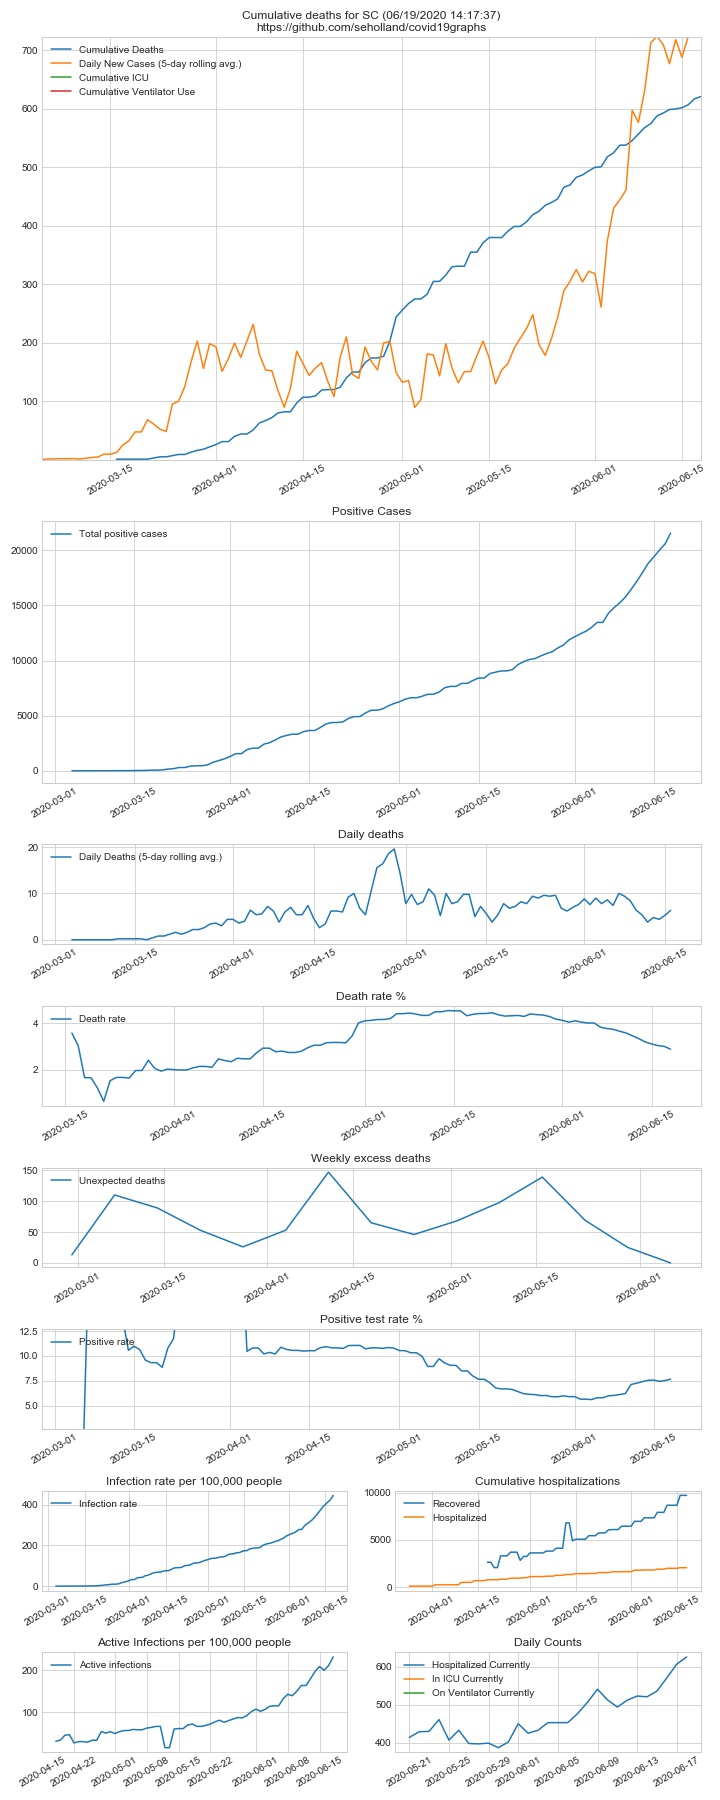 Cumulative deaths for SC (06/19/2020 14:17:37)
https://github.com/seholland/covid19graphs
700
600
500
400
300
200
100
Cumulative Deaths
Daily New Cases (5-day rolling avg.)
Cumulative ICU
Cumulative Ventilator Use
2020-03-15 2020-04-01 2020-04-15 2020-05-01 2020-05-15 2020-06-01 2020-06-15
Positive Cases
Total positive cases
20000
15000
10000
5000
0
2020-03-01 2020-03-15 2020-04-01 2020-04-15 2020-05-01 2020-05-15 2020-06-01 2020-06-15
Daily deaths
20
Daily Deaths (5-day rolling avg.)
10
0
2020-03-01 2020-03-15 2020-04-01 2020-04-15 2020-05-01 2020-05-15 2020-06-01 2020-06-15
Death rate %
4
Death rate
2
2020-03-15 2020-04-01 2020-04-15 2020-05-01 2020-05-15 2020-06-01 2020-06-15
Weekly excess deaths
150
Unexpected deaths
100
50
0
2020-03-01 2020-03-15 2020-04-01 2020-04-15 2020-05-01 2020-05-15 2020-06-01
Positive test rate %
12.5
Positive rate
10.0
7.5
5.0
2020-03-01 2020-03-15 2020-04-01 2020-04-15 2020-05-01 2020-05-15 2020-06-01 2020-06-15
Infection rate per 100,000 people
Infection rate
400
200
0
2020-03-01 2020-03-15 2020-04-01 2020-04-15 2020-05-01 2020-05-15 2020-06-01 2020-06-15
Cumulative hospitalizations
10000
Recovered
Hospitalized
5000
0
2020-04-01 2020-04-15 2020-05-01 2020-05-15 2020-06-01 2020-06-15
Active Infections per 100,000 people
Active infections
200
100
2020-04-15 2020-04-22 2020-05-01 2020-05-08 2020-05-15 2020-05-22 2020-06-01 2020-06-08 2020-06-15
Daily Counts
Hospitalized Currently
In ICU Currently
On Ventilator Currently
600
500
400
2020-05-21 2020-05-25 2020-05-29 2020-06-01 2020-06-05 2020-06-09 2020-06-13 2020-06-17